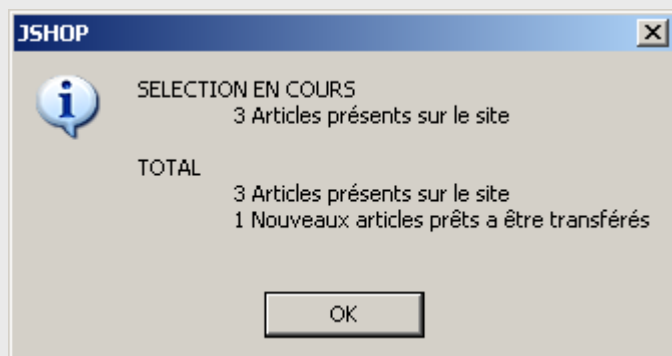 JSHOP
SELECTION EN COURS
3 Articles présents sur le site
TOTAL
3 Articles présents sur le site
1 Nouveaux articles prêts a être transférés
OK